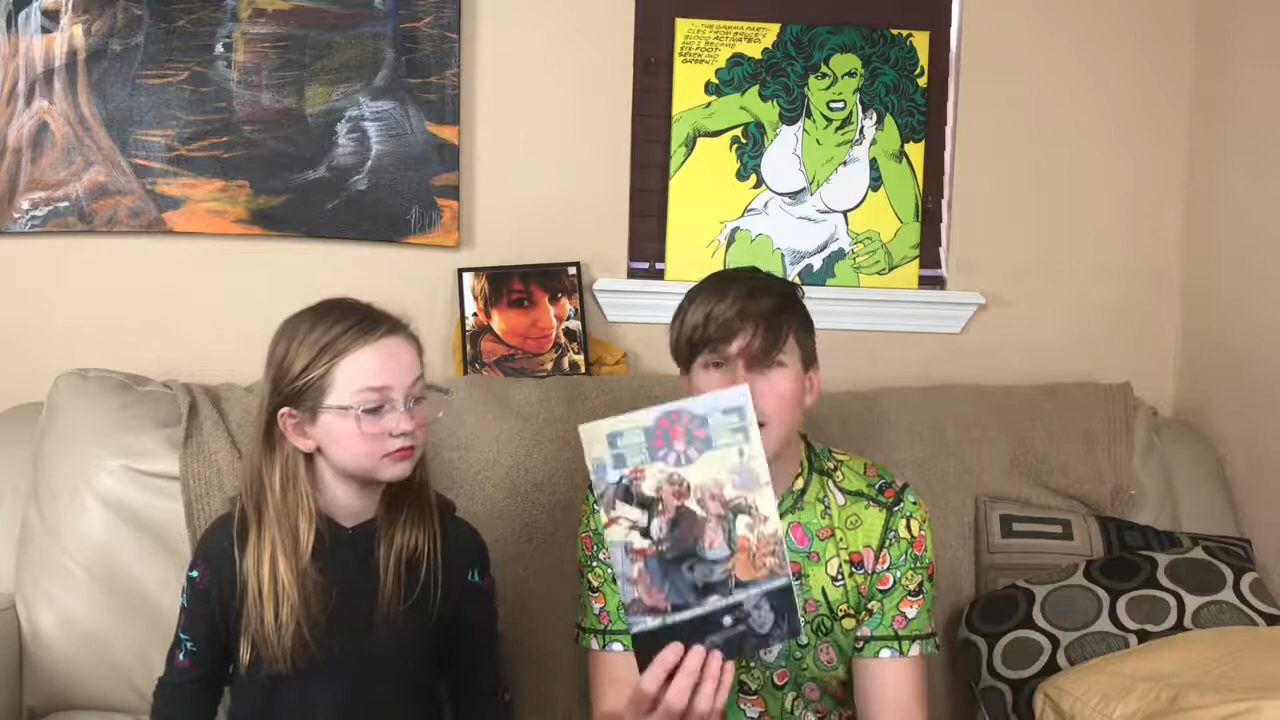 "...THE GAMMA PARTI-
CLES FROM BRUCE'S
BLOOD ACTIVATED,
AND I BECAME
SIX-FOOT-
SEVEN AND
GREEN!"